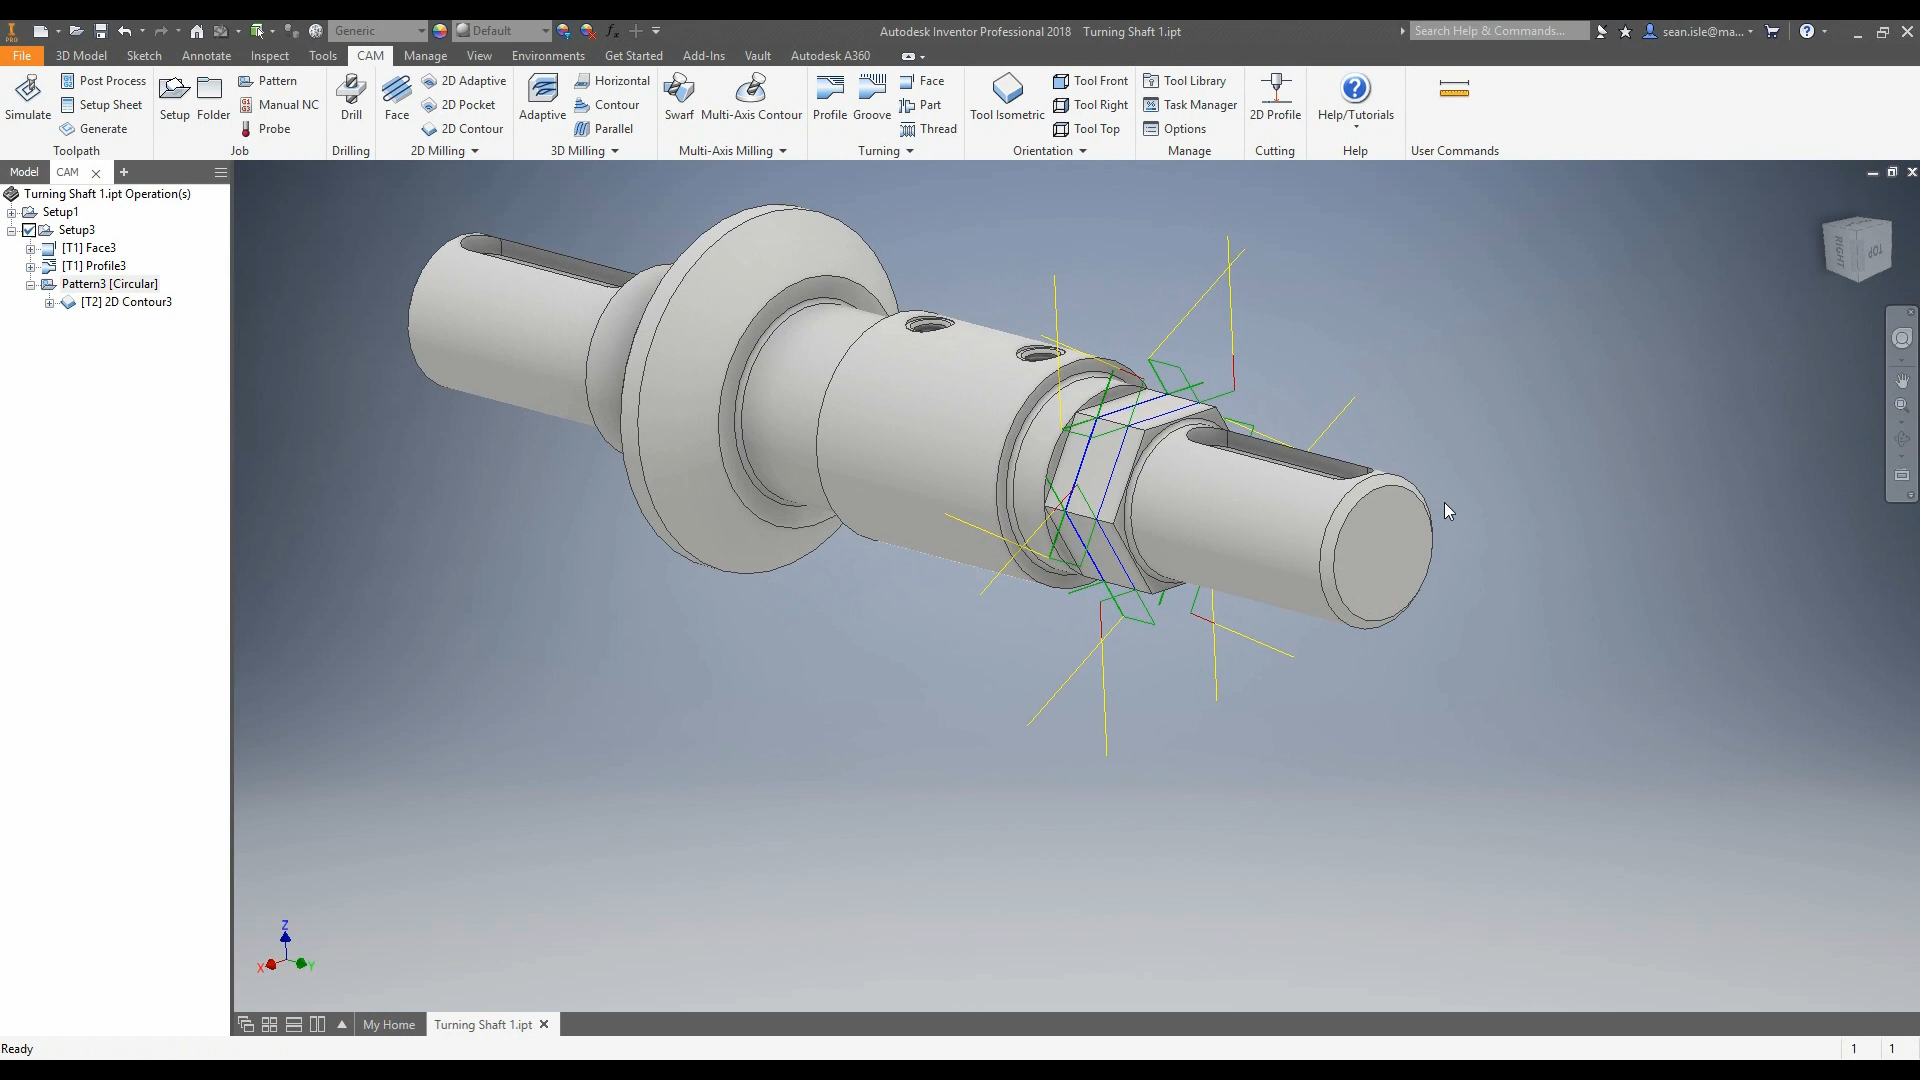 Generic
Default
Autodesk Inventor Professional 2018 Turning Shaft 1.ipt
Search Help & Commands...
sean.isle@ma...
File 3D Model Sketch Annotate Inspect Tools CAM Manage View Environments Get Started Add-Ins Vault Autodesk A360
Simulate
Post Process
Setup Sheet
Generate
Toolpath
Setup
Folder
Pattern
Manual NC
Probe
Job
Drill
Drilling
Face
2D Adaptive
2D Pocket
2D Contour
2D Milling
Adaptive
Horizontal
Contour
Parallel
3D Milling
Swarf
Multi-Axis Contour
Multi-Axis Milling
Profile
Groove
Face
Part
Thread
Turning
Tool Isometric
Tool Front
Tool Right
Tool Top
Orientation
Tool Library
Task Manager
Options
Manage
2D Profile
Cutting
Help/Tutorials
Help
User Commands
Model CAM
Turning Shaft 1.ipt Operation(s)
Setup1
Setup3
[T1] Face3
[T1] Profile3
Pattern3 [Circular]
[T2] 2D Contour3
RIGHT
TOP
Z
X
Y
My Home
Turning Shaft 1.ipt
Ready
1 1